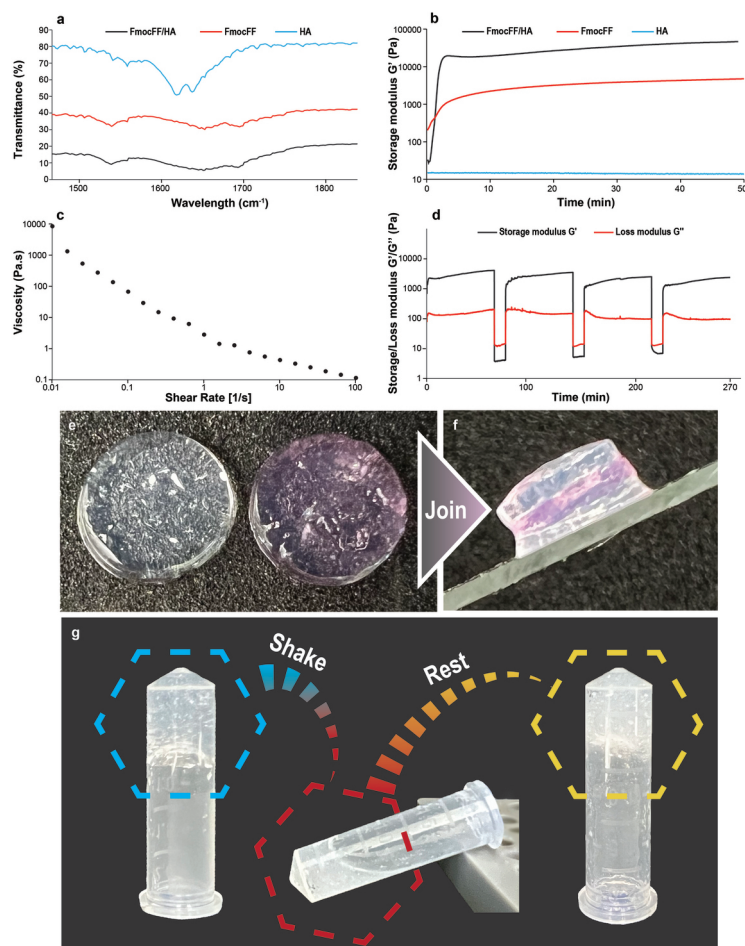 a
FmocFF/HA FmocFF HA
Transmittance (%)
90
80
70
60
50
40
30
20
10
0
1500 1600 1700 1800
Wavelength (cm⁻¹)
b
FmocFF/HA FmocFF HA
Storage modulus G' (Pa)
100000
10000
1000
100
10
0 10 20 30 40 50
Time (min)
c
Viscosity (Pa.s)
10000
1000
100
10
1
0.1
0.01 0.1 1 10 100
Shear Rate [1/s]
d
Storage modulus G' Loss modulus G"
Storage/Loss modulus G'/G" (Pa)
100000
10000
1000
100
10
1
0 100 200 270
Time (min)
e
Join
f
g
Shake
Rest